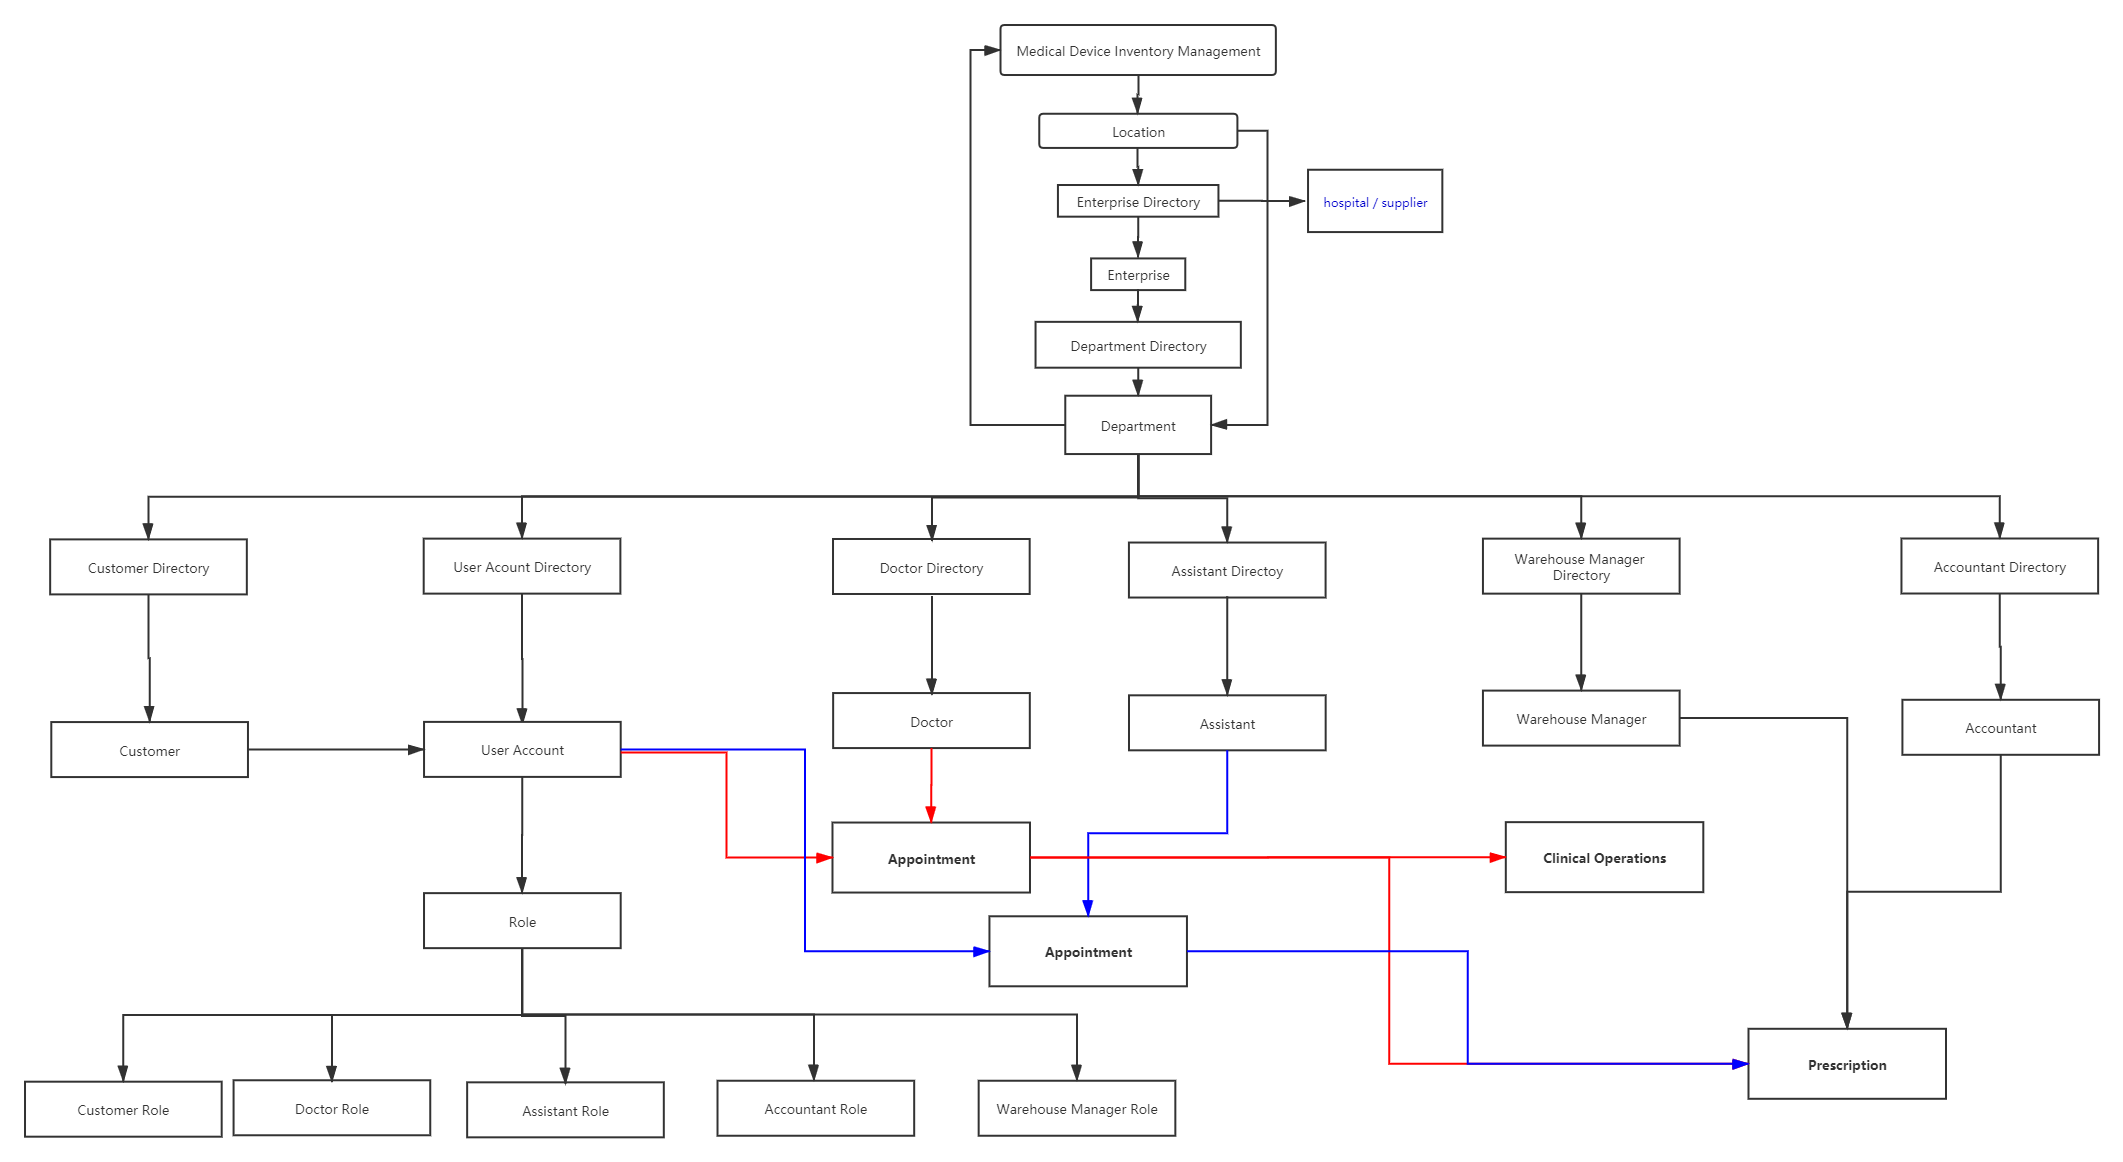 Medical Device Inventory Management
Location
Enterprise Directory
hospital / supplier
Enterprise
Department Directory
Department
Customer Directory
User Acount Directory
Doctor Directory
Assistant Directoy
Warehouse Manager
Directory
Accountant Directory
Customer
User Account
Doctor
Assistant
Warehouse Manager
Accountant
Appointment
Clinical Operations
Role
Appointment
Prescription
Customer Role
Doctor Role
Assistant Role
Accountant Role
Warehouse Manager Role